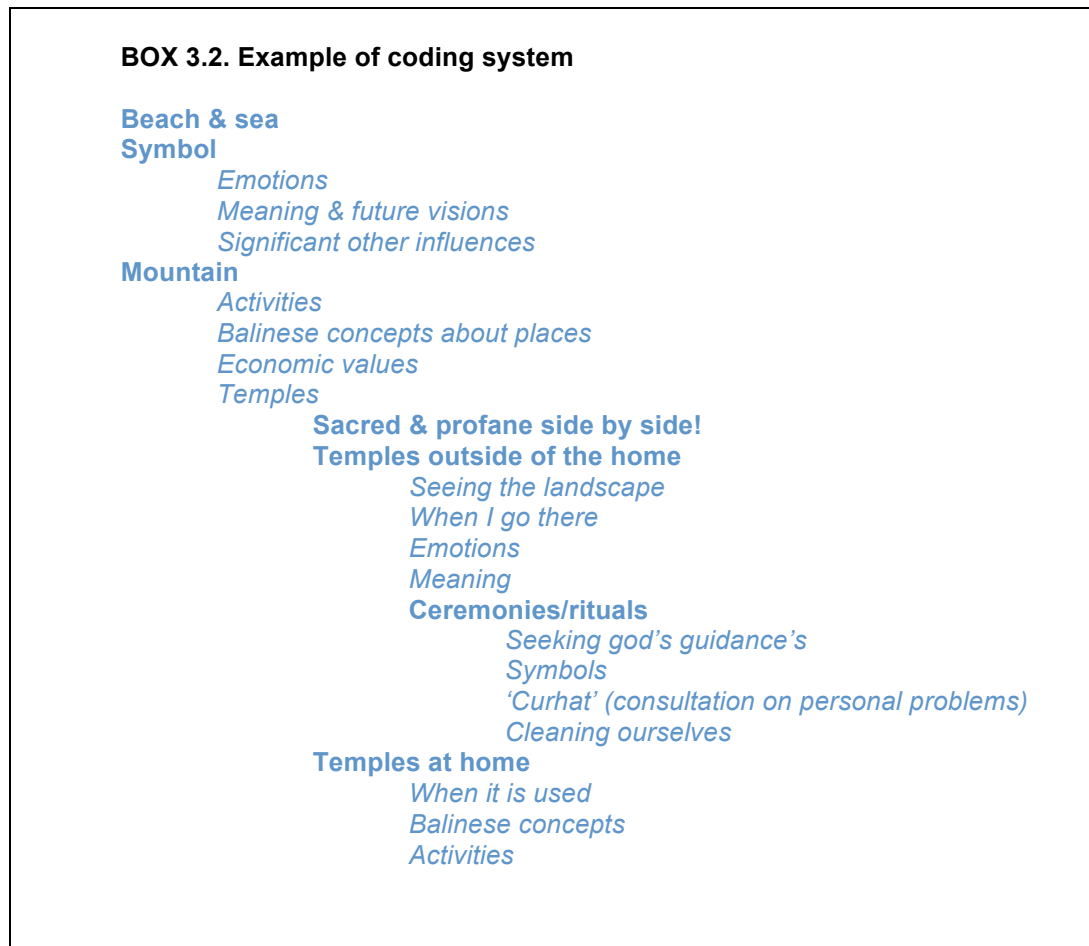 BOX 3.2. Example of coding system
Beach & sea
Symbol
Emotions
Meaning & future visions
Significant other influences
Mountain
Activities
Balinese concepts about places
Economic values
Temples
Sacred & profane side by side!
Temples outside of the home
Seeing the landscape
When I go there
Emotions
Meaning
Ceremonies/rituals
Seeking god’s guidance’s
Symbols
‘Curhat’ (consultation on personal problems)
Cleaning ourselves
Temples at home
When it is used
Balinese concepts
Activities